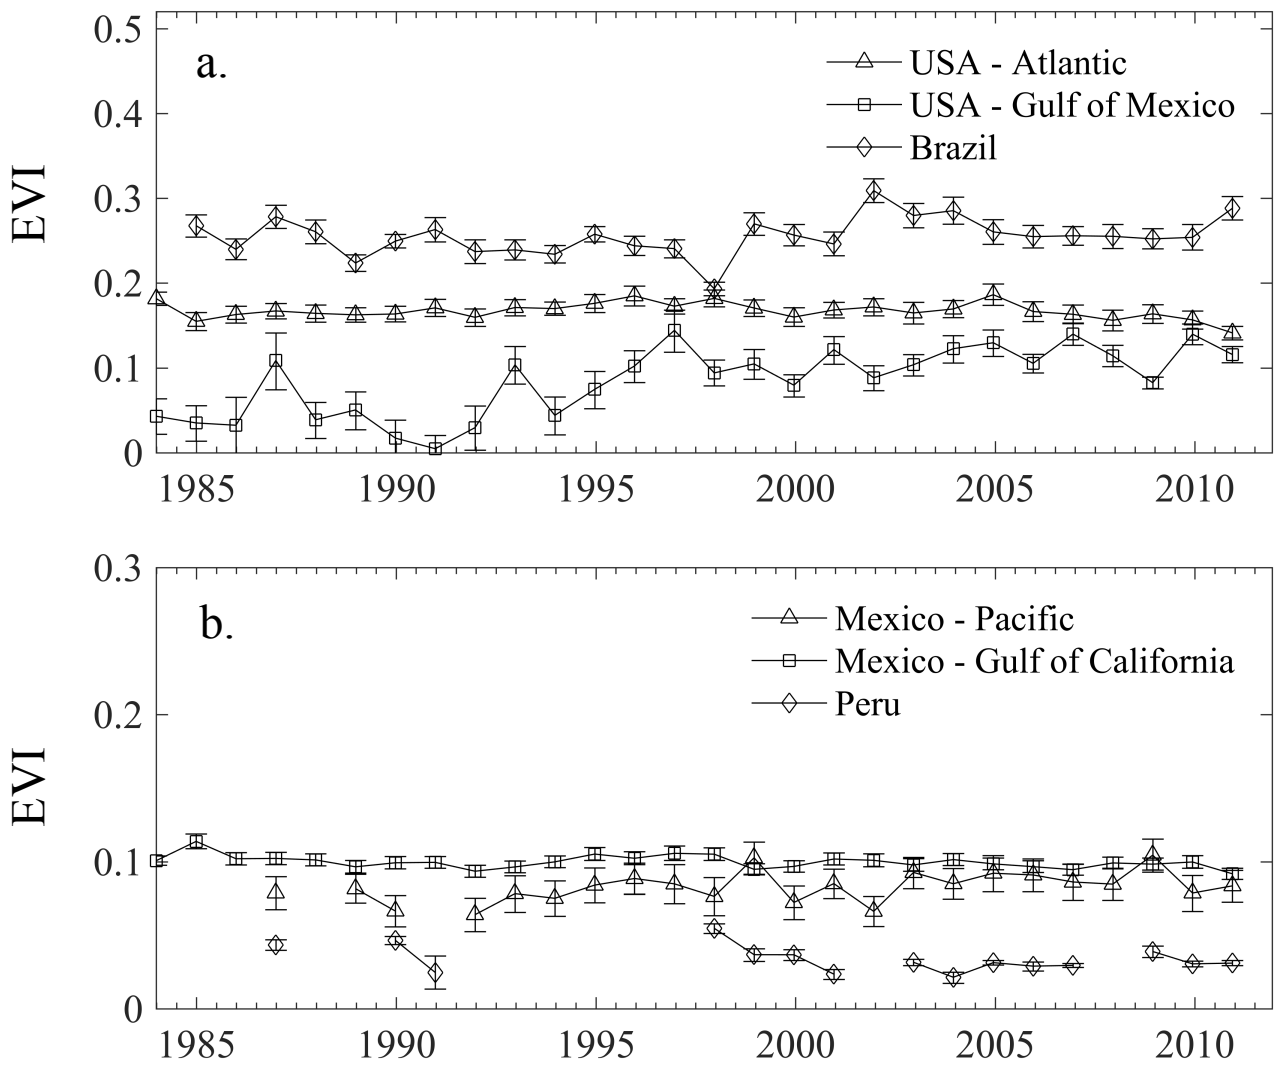 0.5
a.
USA - Atlantic
0.4
USA - Gulf of Mexico
Brazil
EVI
0.3
0.2
0.1
0
1985 1990 1995 2000 2005 2010
0.3
b.
Mexico - Pacific
Mexico - Gulf of California
0.2
Peru
EVI
0.1
0
1985 1990 1995 2000 2005 2010